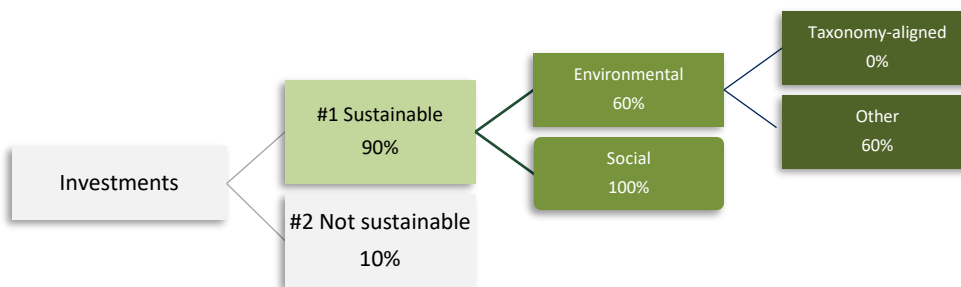 Investments
#1 Sustainable
90%
#2 Not sustainable
10%
Environmental
60%
Social
100%
Taxonomy-aligned
0%
Other
60%